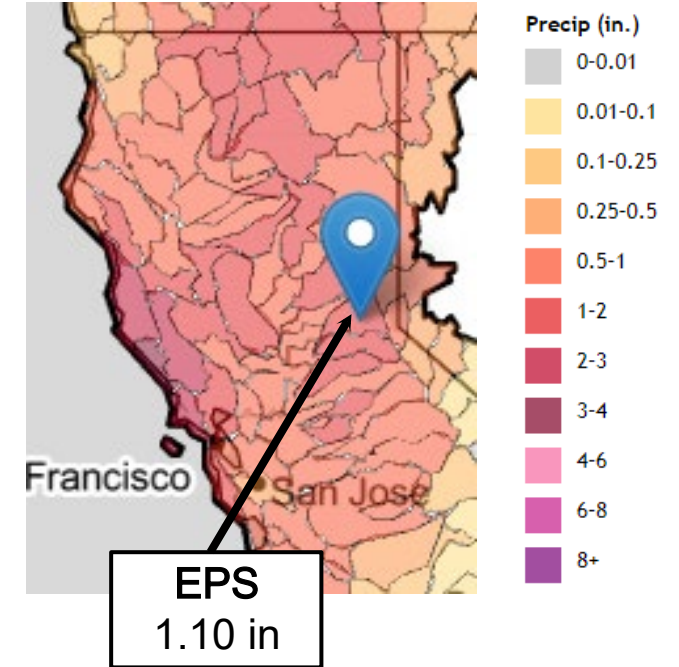 Precip (in.)
0-0.01
0.01-0.1
0.1-0.25
0.25-0.5
0.5-1
1-2
2-3
3-4
4-6
6-8
8+
Francisco
San Jose
EPS
1.10 in